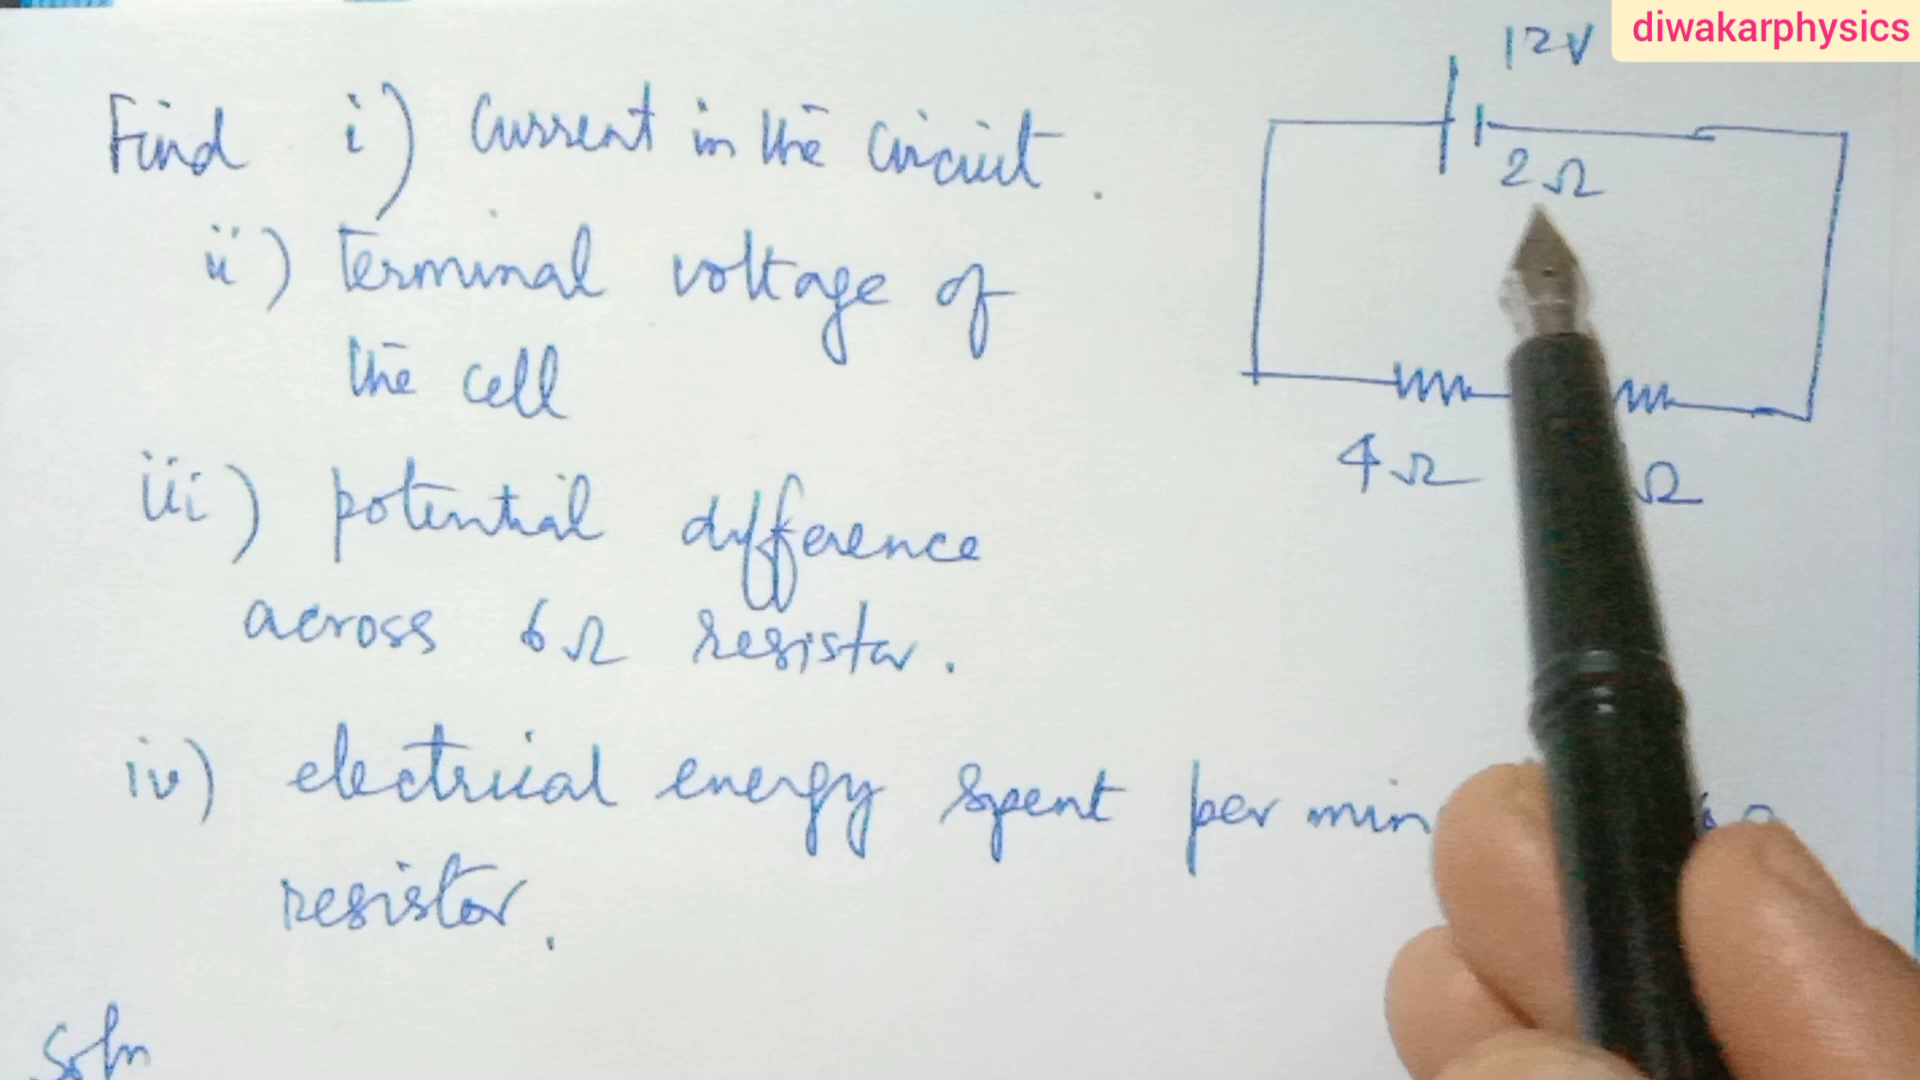 diwakarphysics
12V
2Ω
4Ω
Ω
Find i) Current in the circuit.
ii) terminal voltage of
the cell
iii) potential difference
across 6Ω resistor.
iv) electrical energy spent per min
resistor.
Soln